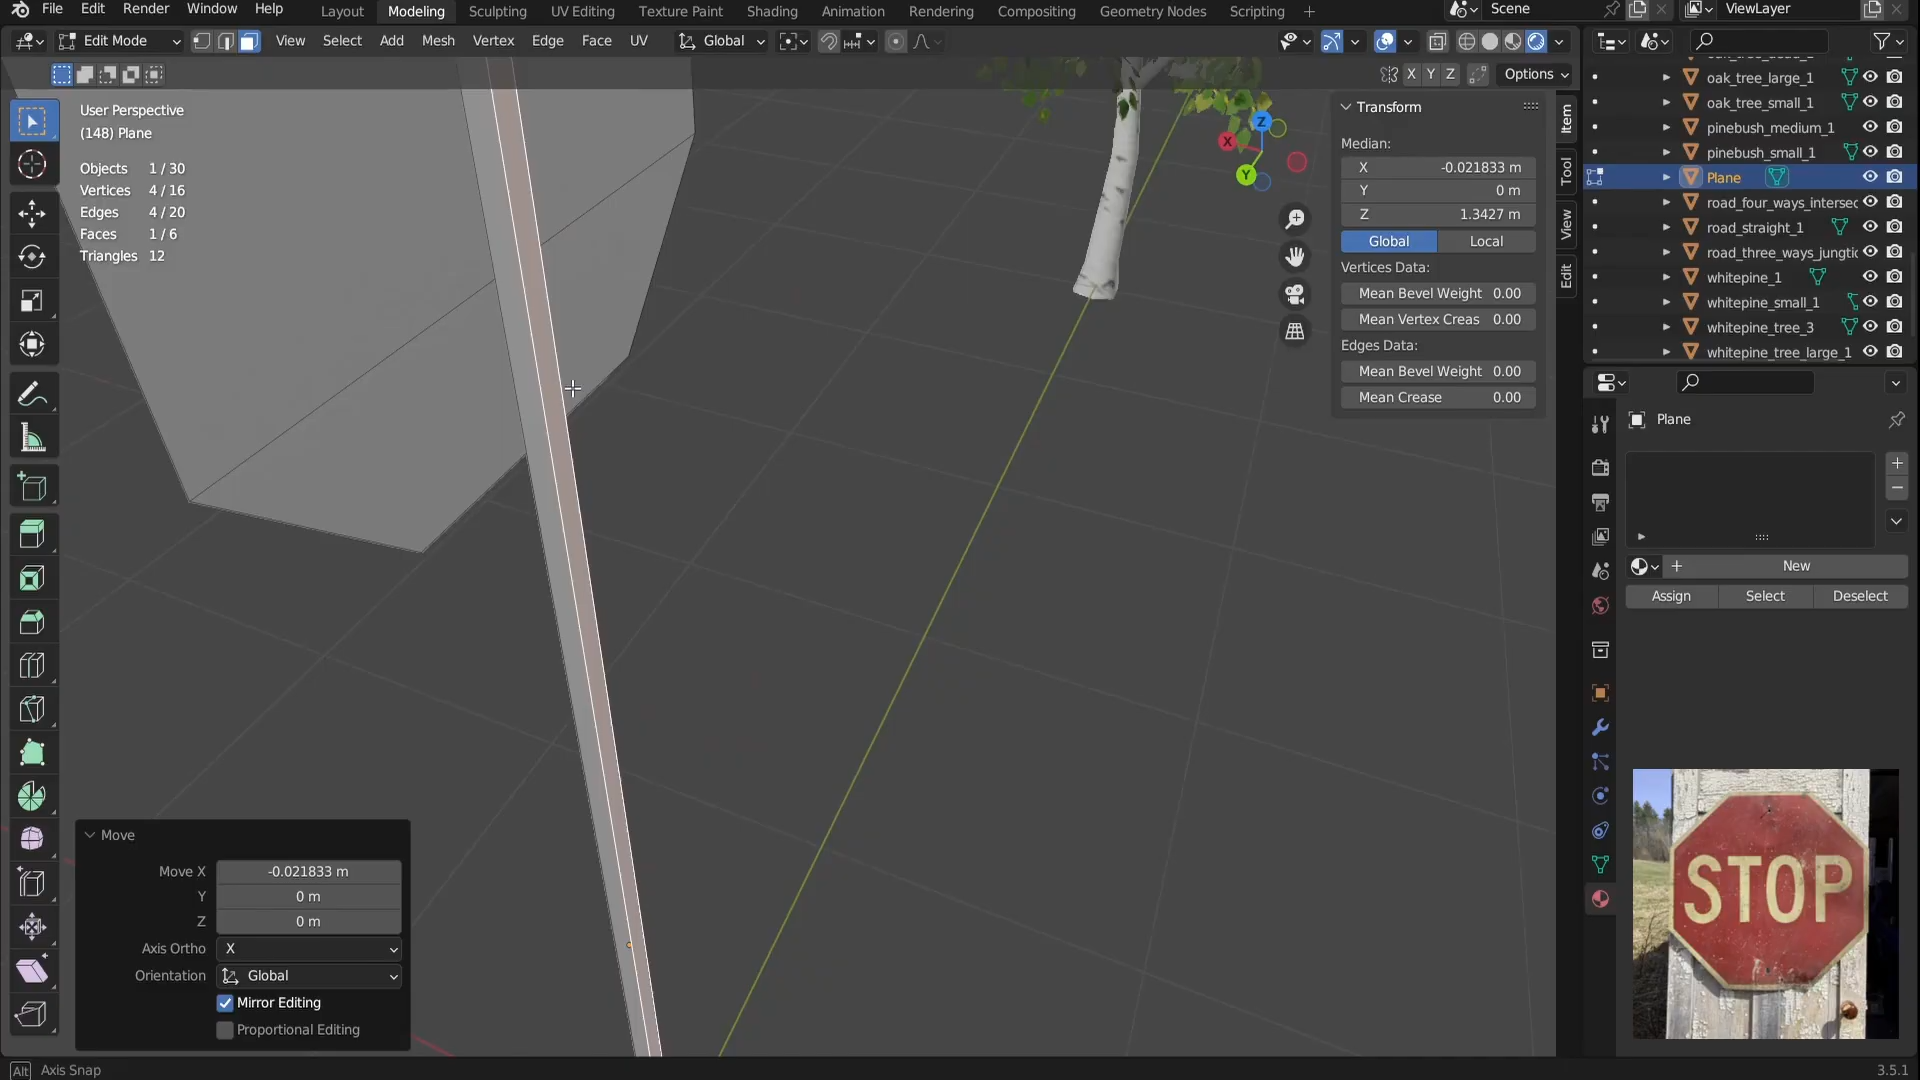 File Edit Render Window Help Layout Modeling Sculpting UV Editing Texture Paint Shading Animation Rendering Compositing Geometry Nodes Scripting + Scene ViewLayer
Edit Mode View Select Add Mesh Vertex Edge Face UV Global
X Y Z Options
User Perspective
(148) Plane
Objects 1 / 30
Vertices 4 / 16
Edges 4 / 20
Faces 1 / 6
Triangles 12
Z
X
Y
Transform
Median:
X -0.021833 m
Y 0 m
Z 1.3427 m
Global Local
Vertices Data:
Mean Bevel Weight 0.00
Mean Vertex Creas 0.00
Edges Data:
Mean Bevel Weight 0.00
Mean Crease 0.00
Item
Tool
View
Edit
oak_tree_large_1
oak_tree_small_1
pinebush_medium_1
pinebush_small_1
Plane
road_four_ways_intersec
road_straight_1
road_three_ways_jungtic
whitepine_1
whitepine_small_1
whitepine_tree_3
whitepine_tree_large_1
Plane
+ New
Assign Select Deselect
STOP
Move
Move X -0.021833 m
Y 0 m
Z 0 m
Axis Ortho X
Orientation Global
Mirror Editing
Proportional Editing
Alt Axis Snap 3.5.1